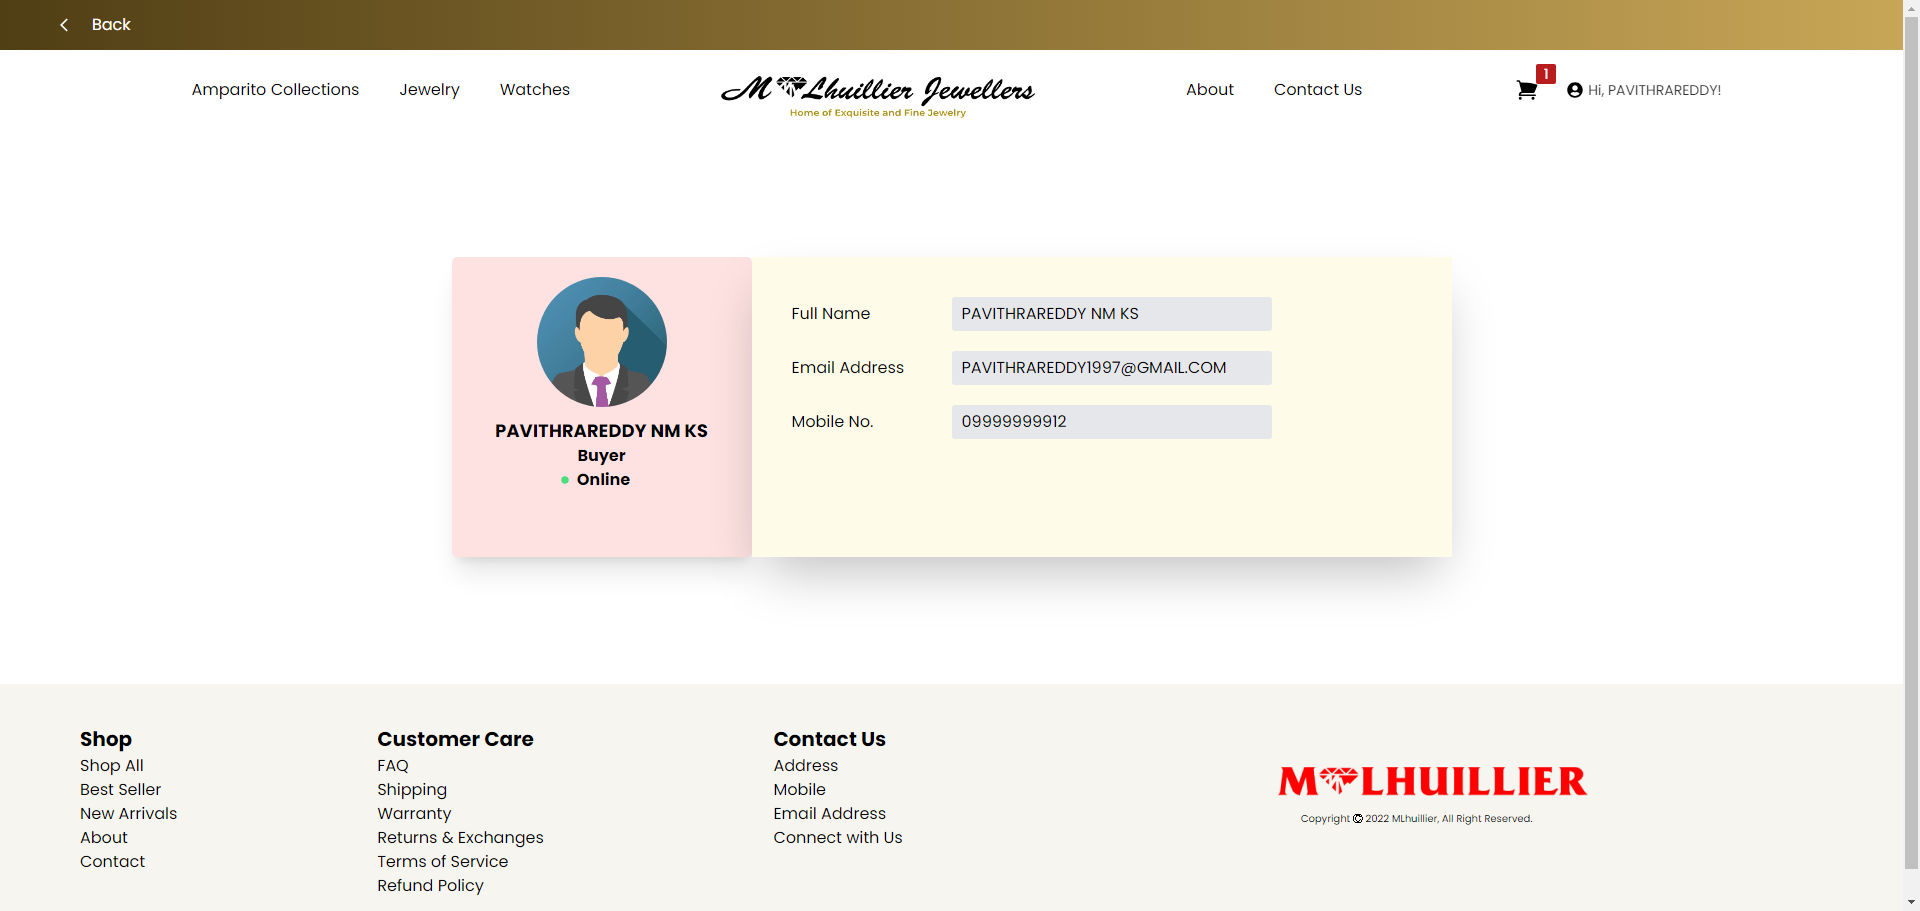 Back
Amparito Collections
Jewelry
Watches
M Lhuillier Jewellers
Home of Exquisite and Fine Jewelry
About
Contact Us
1
Hi, PAVITHRAREDDY!
PAVITHRAREDDY NM KS
Buyer
Online
Full Name
PAVITHRAREDDY NM KS
Email Address
PAVITHRAREDDY1997@GMAIL.COM
Mobile No.
09999999912
Shop
Shop All
Best Seller
New Arrivals
About
Contact
Customer Care
FAQ
Shipping
Warranty
Returns & Exchanges
Terms of Service
Refund Policy
Contact Us
Address
Mobile
Email Address
Connect with Us
M LHUILLIER
Copyright © 2022 MLhuillier, All Right Reserved.